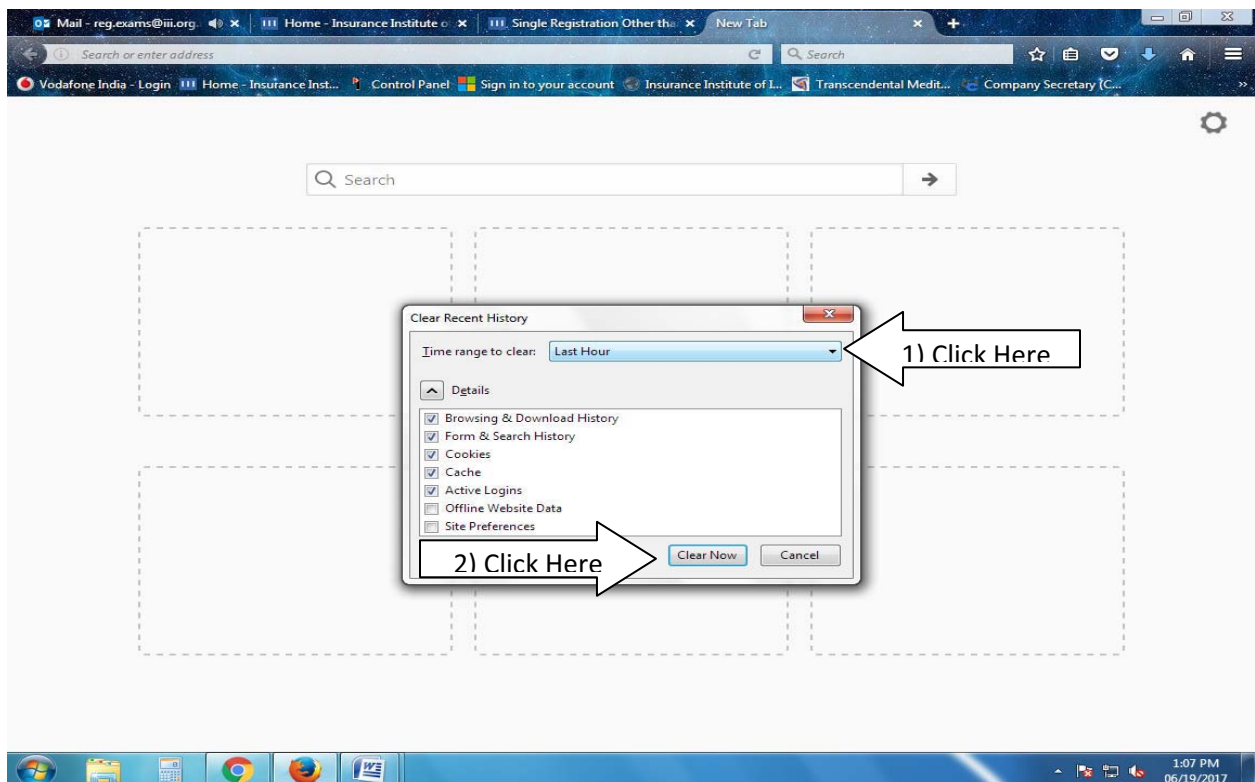 Mail - reg.exams@iii.org.
Home - Insurance Institute o
Single Registration Other tha
New Tab
Search or enter address
Search
Vodafone India - Login
Home - Insurance Inst...
Control Panel
Sign in to your account
Insurance Institute of I...
Transcendental Medit...
Company Secretary (C...
Search
Clear Recent History
Time range to clear: Last Hour
1) Click Here
Details
Browsing & Download History
Form & Search History
Cookies
Cache
Active Logins
Offline Website Data
Site Preferences
2) Click Here
Clear Now
Cancel
1:07 PM
06/19/2017